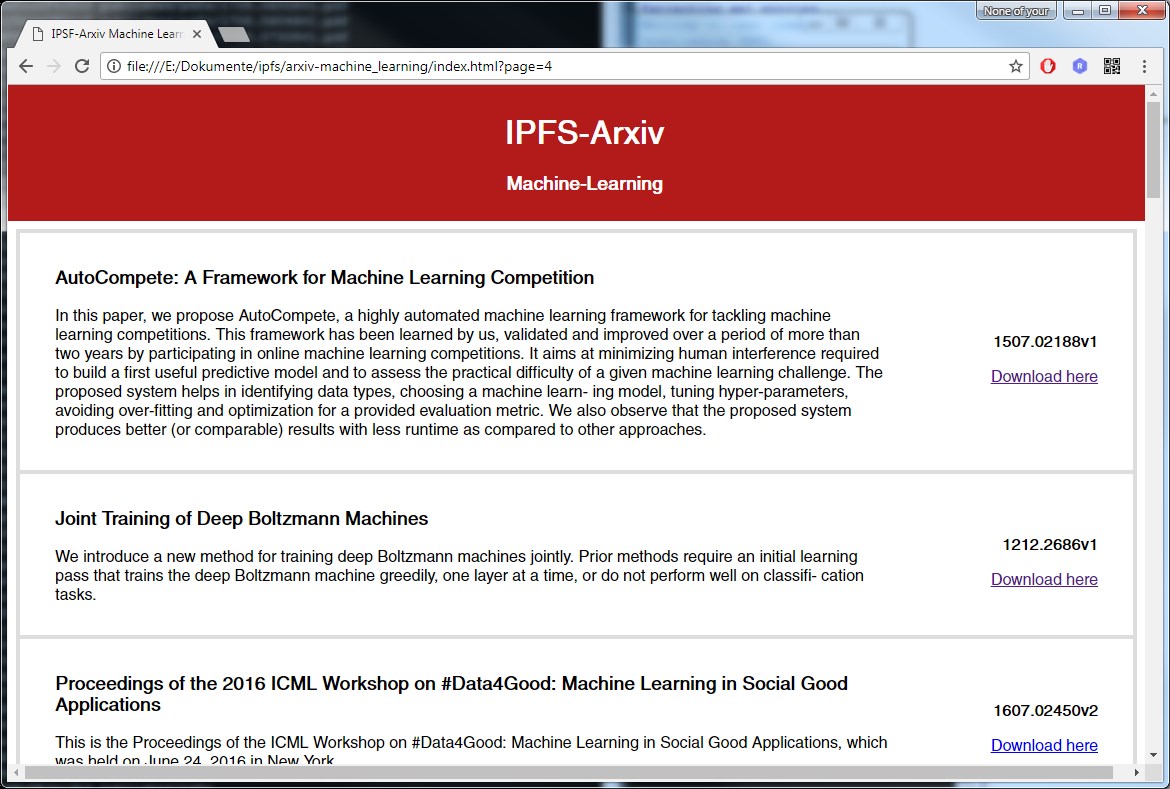 None of your
IPSF-Arxiv Machine Lear
file:///E:/Dokumente/ipfs/arxiv-machine_learning/index.html?page=4
IPFS-Arxiv
Machine-Learning
AutoCompete: A Framework for Machine Learning Competition
In this paper, we propose AutoCompete, a highly automated machine learning framework for tackling machine
learning competitions. This framework has been learned by us, validated and improved over a period of more than
two years by participating in online machine learning competitions. It aims at minimizing human interference required
to build a first useful predictive model and to assess the practical difficulty of a given machine learning challenge. The
proposed system helps in identifying data types, choosing a machine learn- ing model, tuning hyper-parameters,
avoiding over-fitting and optimization for a provided evaluation metric. We also observe that the proposed system
produces better (or comparable) results with less runtime as compared to other approaches.
1507.02188v1
Download here
Joint Training of Deep Boltzmann Machines
We introduce a new method for training deep Boltzmann machines jointly. Prior methods require an initial learning
pass that trains the deep Boltzmann machine greedily, one layer at a time, or do not perform well on classifi- cation
tasks.
1212.2686v1
Download here
Proceedings of the 2016 ICML Workshop on #Data4Good: Machine Learning in Social Good
Applications
This is the Proceedings of the ICML Workshop on #Data4Good: Machine Learning in Social Good Applications, which
was held on June 24, 2016 in New York.
1607.02450v2
Download here